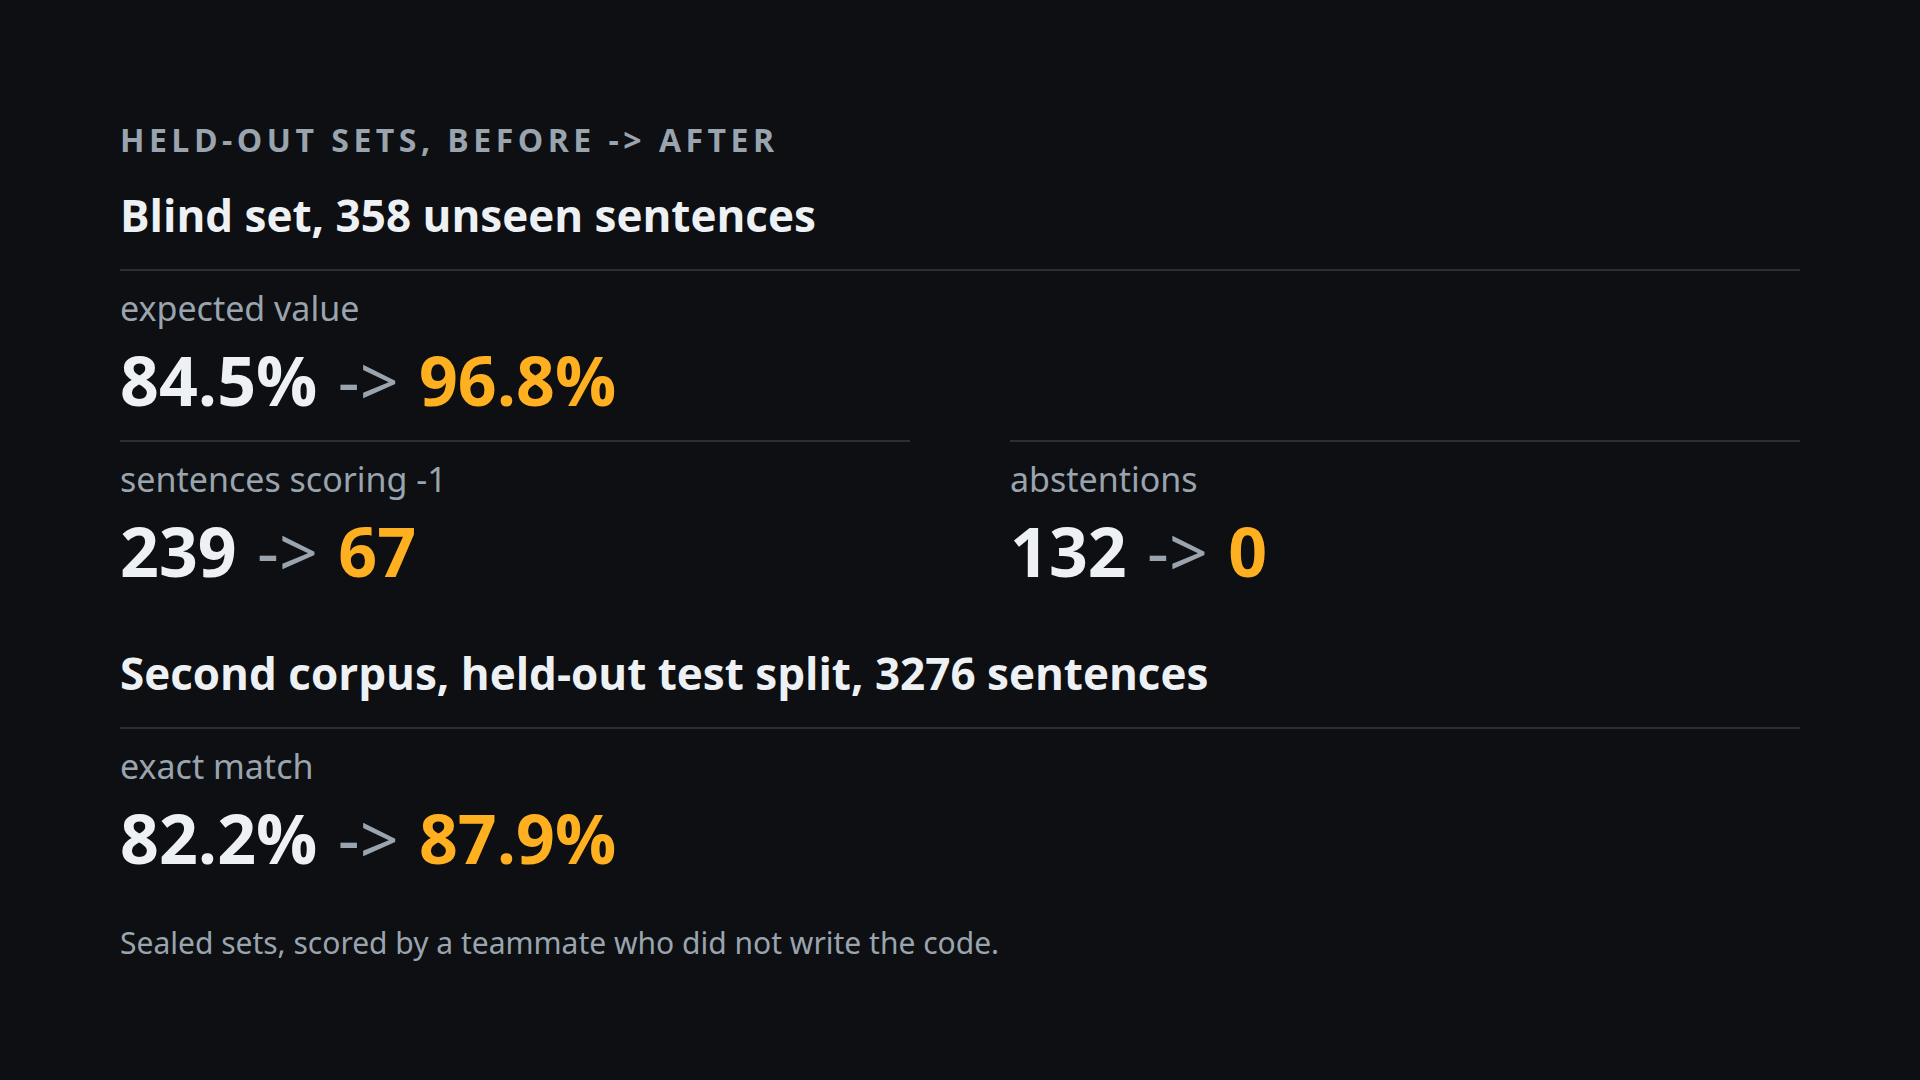 HELD-OUT SETS, BEFORE -> AFTER
Blind set, 358 unseen sentences
expected value
84.5% -> 96.8%
sentences scoring -1
239 -> 67
abstentions
132 -> 0
Second corpus, held-out test split, 3276 sentences
exact match
82.2% -> 87.9%
Sealed sets, scored by a teammate who did not write the code.